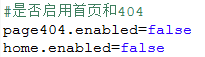 #是否启用首页和404
page404.enabled=false
home.enabled=false